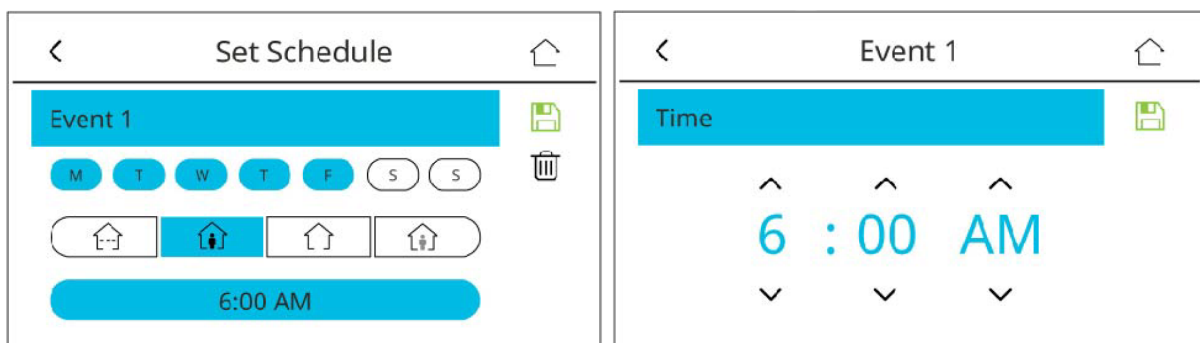 Set Schedule
Event 1
M T W T F S S
6:00 AM
Event 1
Time
6 : 00 AM